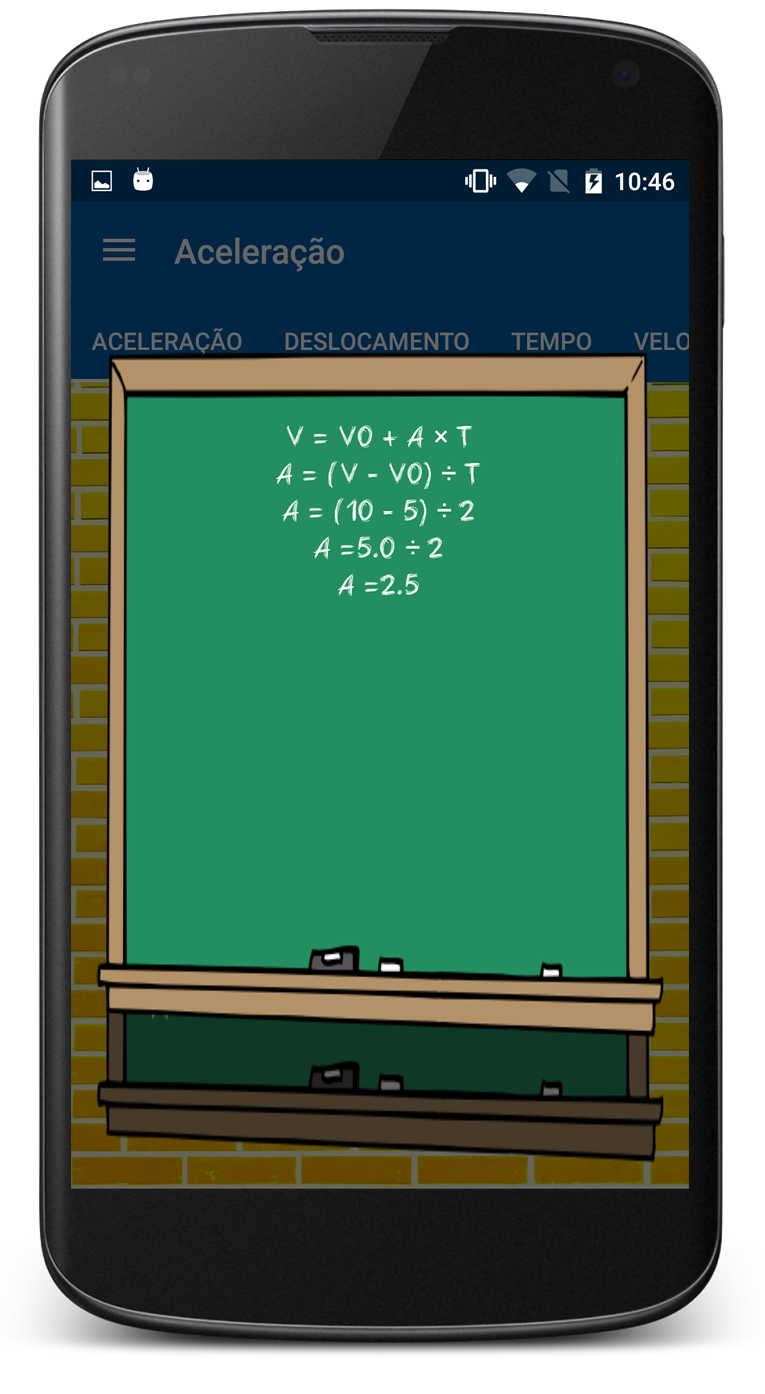 10:46
Aceleração
ACELERAÇÃO DESLOCAMENTO TEMPO VELO
V = V0 + A × T
A = (V - V0) ÷ T
A = (10 - 5) ÷ 2
A =5.0 ÷ 2
A =2.5